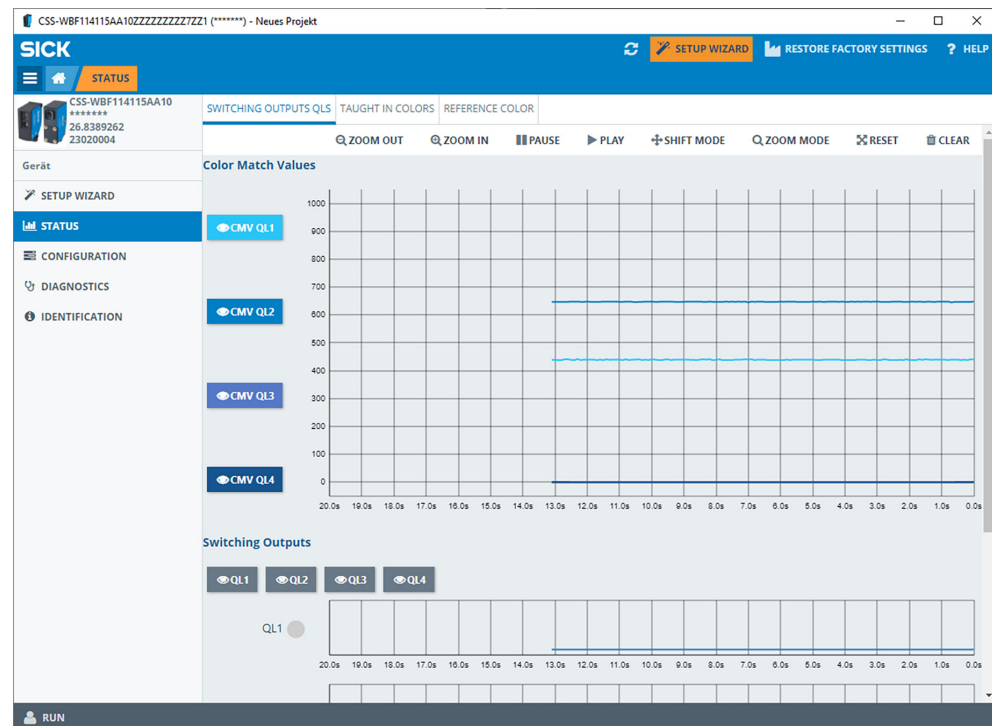 CSS-WBF114115AA10ZZZZZZZZZ7ZZ1 (*******) - Neues Projekt
SICK
SETUP WIZARD
RESTORE FACTORY SETTINGS
? HELP
STATUS
CSS-WBF114115AA10
*******
26.8389262
23020004
SWITCHING OUTPUTS QLS
TAUGHT IN COLORS
REFERENCE COLOR
ZOOM OUT
ZOOM IN
PAUSE
PLAY
SHIFT MODE
ZOOM MODE
RESET
CLEAR
Gerät
SETUP WIZARD
STATUS
CONFIGURATION
DIAGNOSTICS
IDENTIFICATION
Color Match Values
CMV QL1
CMV QL2
CMV QL3
CMV QL4
1000
900
800
700
600
500
400
300
200
100
0
20.0s 19.0s 18.0s 17.0s 16.0s 15.0s 14.0s 13.0s 12.0s 11.0s 10.0s 9.0s 8.0s 7.0s 6.0s 5.0s 4.0s 3.0s 2.0s 1.0s 0.0s
Switching Outputs
QL1 QL2 QL3 QL4
QL1
20.0s 19.0s 18.0s 17.0s 16.0s 15.0s 14.0s 13.0s 12.0s 11.0s 10.0s 9.0s 8.0s 7.0s 6.0s 5.0s 4.0s 3.0s 2.0s 1.0s 0.0s
RUN